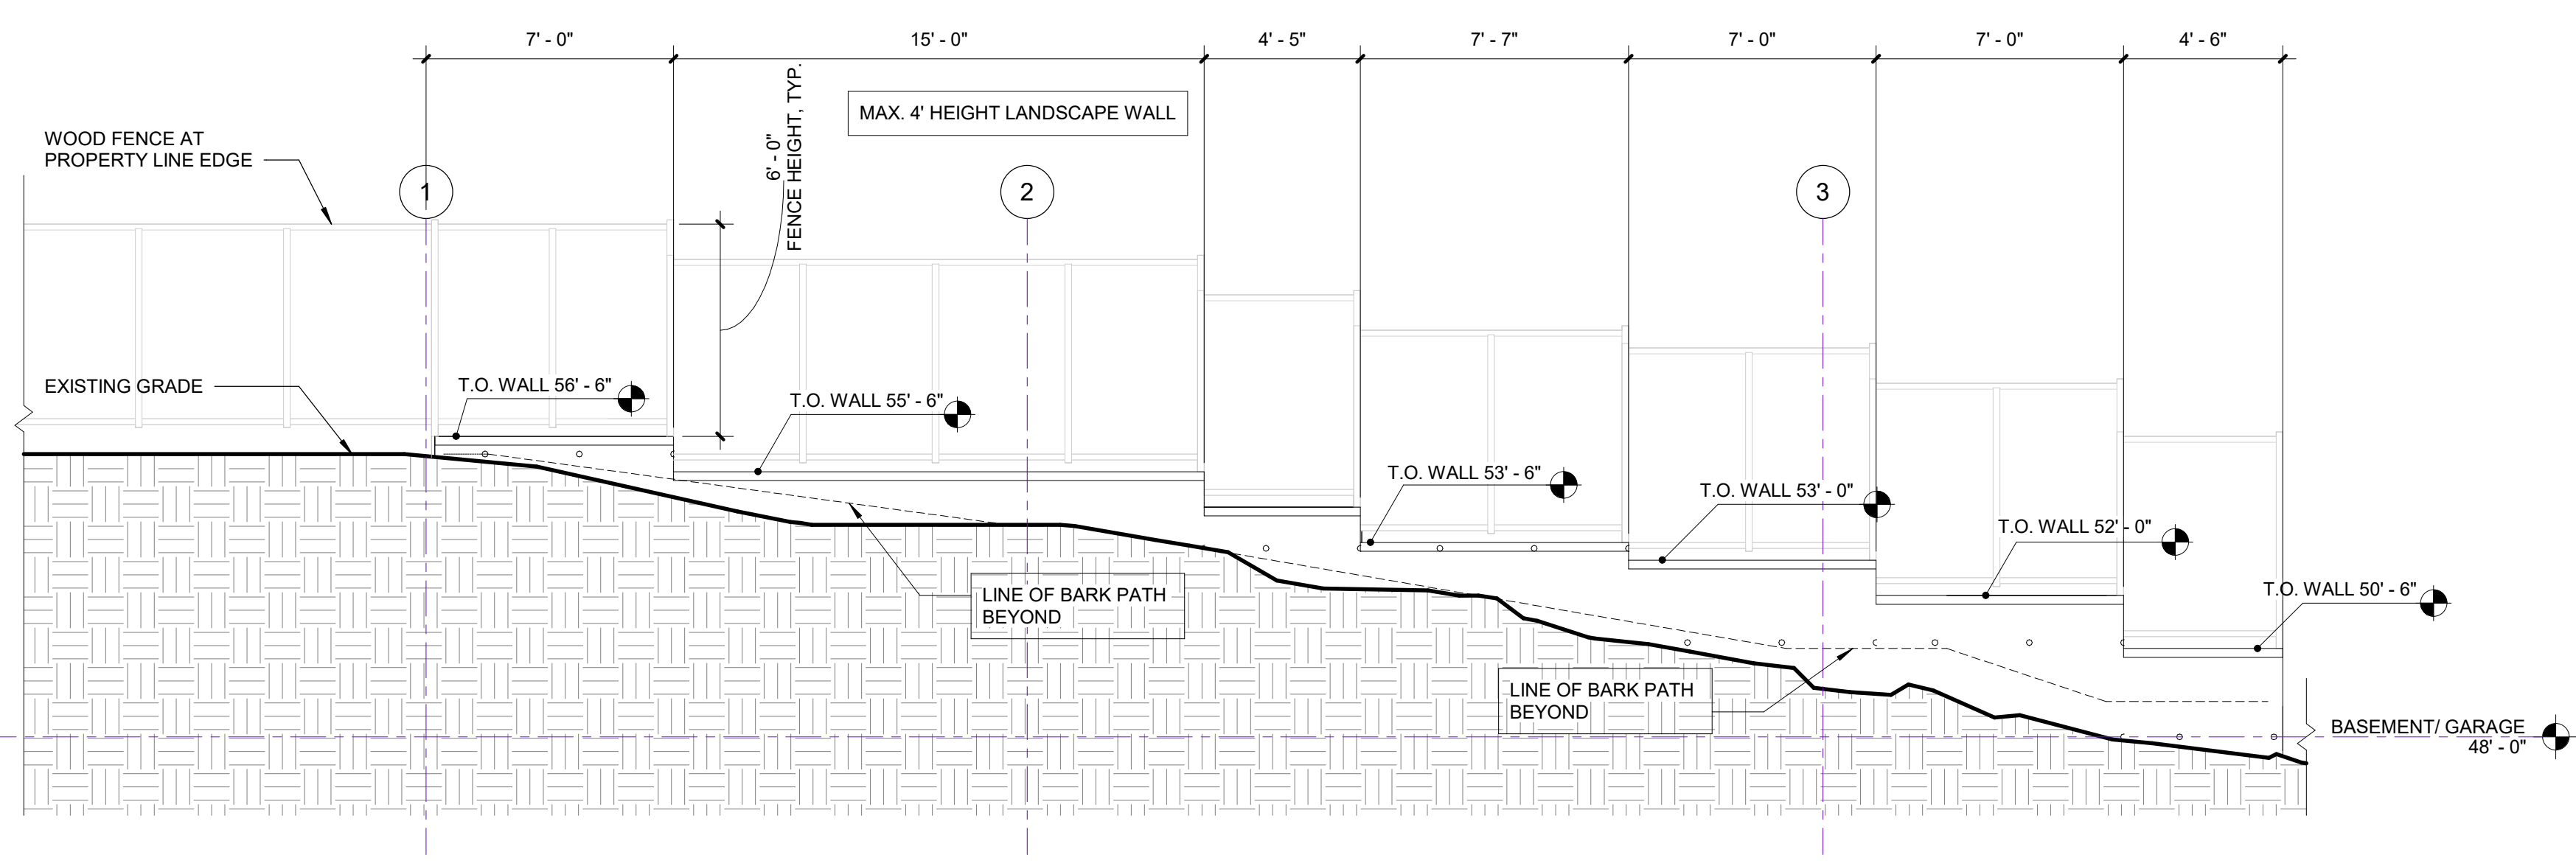 7' - 0"
15' - 0"
4' - 5"
7' - 7"
7' - 0"
7' - 0"
4' - 6"
MAX. 4' HEIGHT LANDSCAPE WALL
6' - 0"
FENCE HEIGHT, TYP.
WOOD FENCE AT
PROPERTY LINE EDGE
1
2
3
EXISTING GRADE
T.O. WALL 56' - 6"
T.O. WALL 55' - 6"
T.O. WALL 53' - 6"
T.O. WALL 53' - 0"
T.O. WALL 52' - 0"
T.O. WALL 50' - 6"
LINE OF BARK PATH
BEYOND
LINE OF BARK PATH
BEYOND
BASEMENT/ GARAGE
48' - 0"